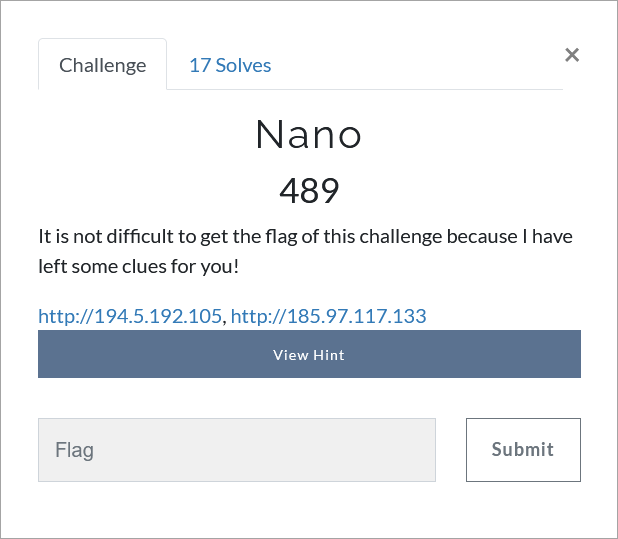 Challenge
17 Solves
×
Nano
489
It is not difficult to get the flag of this challenge because I have
left some clues for you!
http://194.5.192.105, http://185.97.117.133
View Hint
Flag
Submit